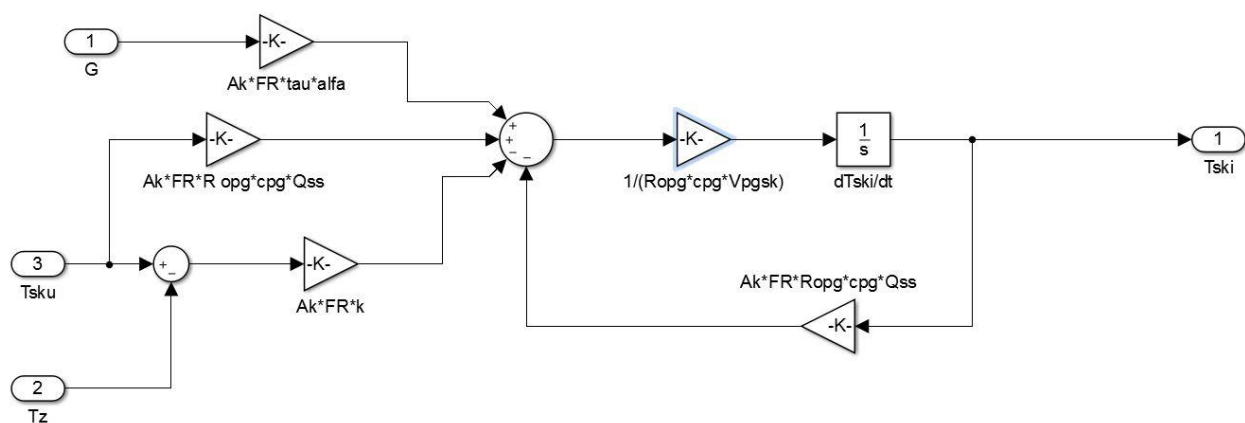 1
G
-K-
Ak*FR*tau*alfa
-K-
Ak*FR*R opg*cpg*Qss
3
Tsku
+
-
-K-
Ak*FR*k
2
Tz
+
+
-
-
-K-
1/(Ropg*cpg*Vpgsk)
1
s
dTski/dt
1
Tski
Ak*FR*Ropg*cpg*Qss
-K-